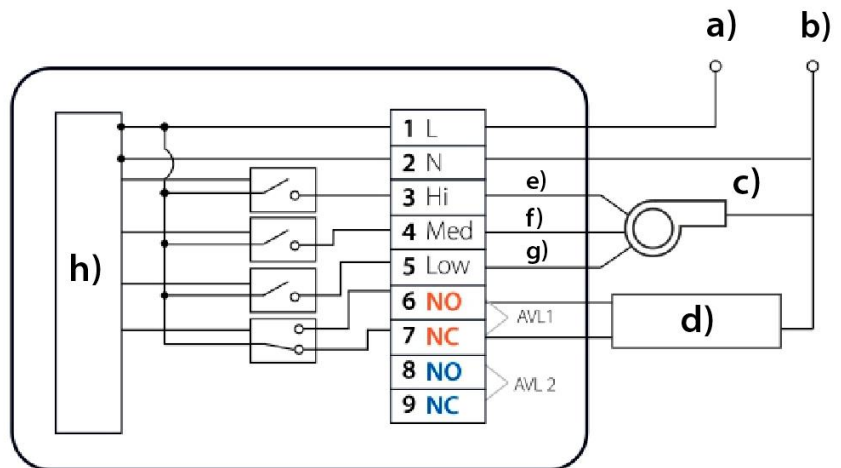 a) b)
1 L
2 N
c)
3 Hi e)
4 Med f)
5 Low g)
h)
6 NO
AVL1
d)
7 NC
8 NO
AVL 2
9 NC